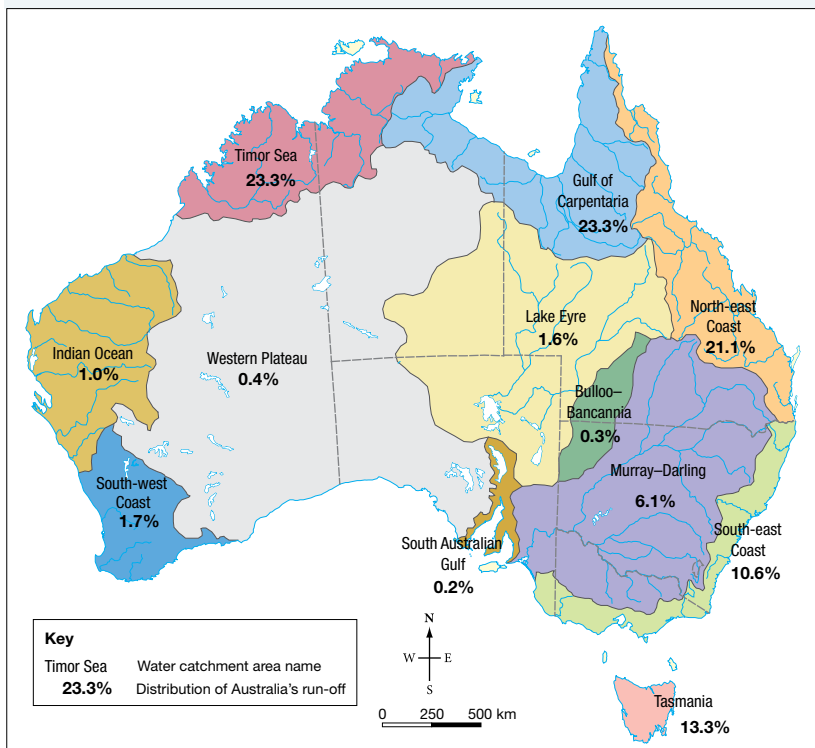 Timor Sea
23.3%
Gulf of
Carpentaria
23.3%
North-east
Coast
21.1%
Lake Eyre
1.6%
Indian Ocean
1.0%
Western Plateau
0.4%
Bulloo–
Bancannia
0.3%
Murray–Darling
6.1%
South-west
Coast
1.7%
South-east
Coast
10.6%
South Australian
Gulf
0.2%
Tasmania
13.3%
Key
Timor Sea Water catchment area name
23.3% Distribution of Australia's run-off
N
W E
S
0 250 500 km